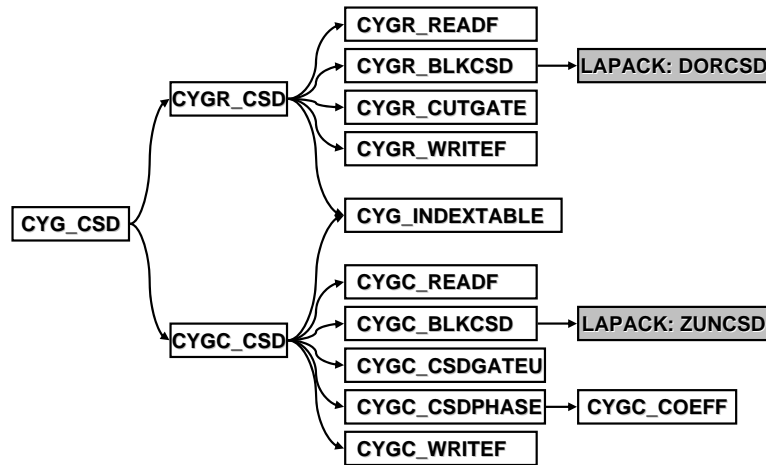 CYGR_READF
CYGR_BLKCSD
LAPACK: DORCSD
CYGR_CSD
CYGR_CUTGATE
CYGR_WRITEF
CYG_CSD
CYG_INDEXTABLE
CYGC_READF
CYGC_BLKCSD
LAPACK: ZUNCSD
CYGC_CSD
CYGC_CSDGATEU
CYGC_CSDPHASE
CYGC_COEFF
CYGC_WRITEF